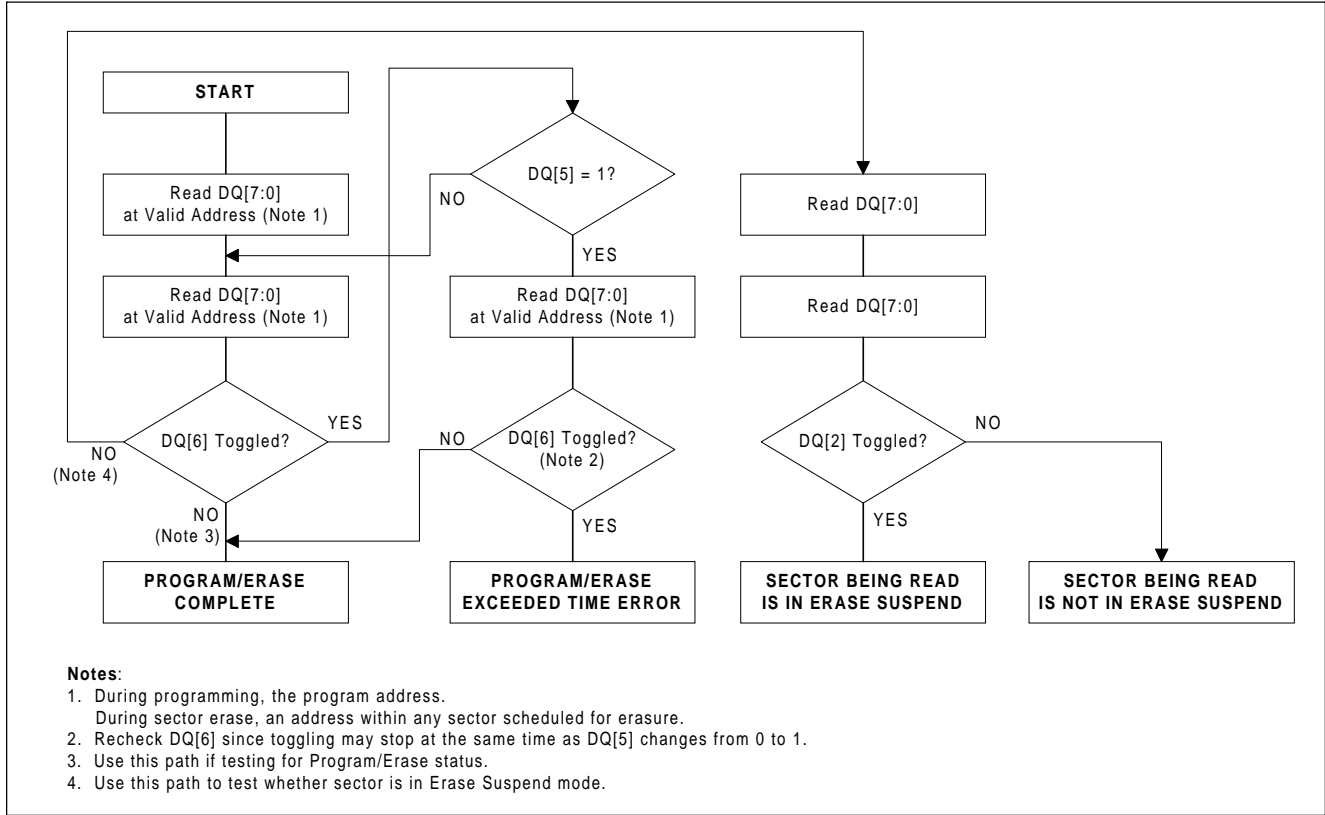 START
Read DQ[7:0]
at Valid Address (Note 1)
Read DQ[7:0]
at Valid Address (Note 1)
DQ[6] Toggled?
YES
NO
(Note 4)
NO
(Note 3)
PROGRAM/ERASE
COMPLETE
DQ[5] = 1?
NO
YES
Read DQ[7:0]
at Valid Address (Note 1)
DQ[6] Toggled?
(Note 2)
NO
YES
PROGRAM/ERASE
EXCEEDED TIME ERROR
Read DQ[7:0]
Read DQ[7:0]
DQ[2] Toggled?
NO
YES
SECTOR BEING READ
IS IN ERASE SUSPEND
SECTOR BEING READ
IS NOT IN ERASE SUSPEND
Notes:
1. During programming, the program address.
During sector erase, an address within any sector scheduled for erasure.
2. Recheck DQ[6] since toggling may stop at the same time as DQ[5] changes from 0 to 1.
3. Use this path if testing for Program/Erase status.
4. Use this path to test whether sector is in Erase Suspend mode.